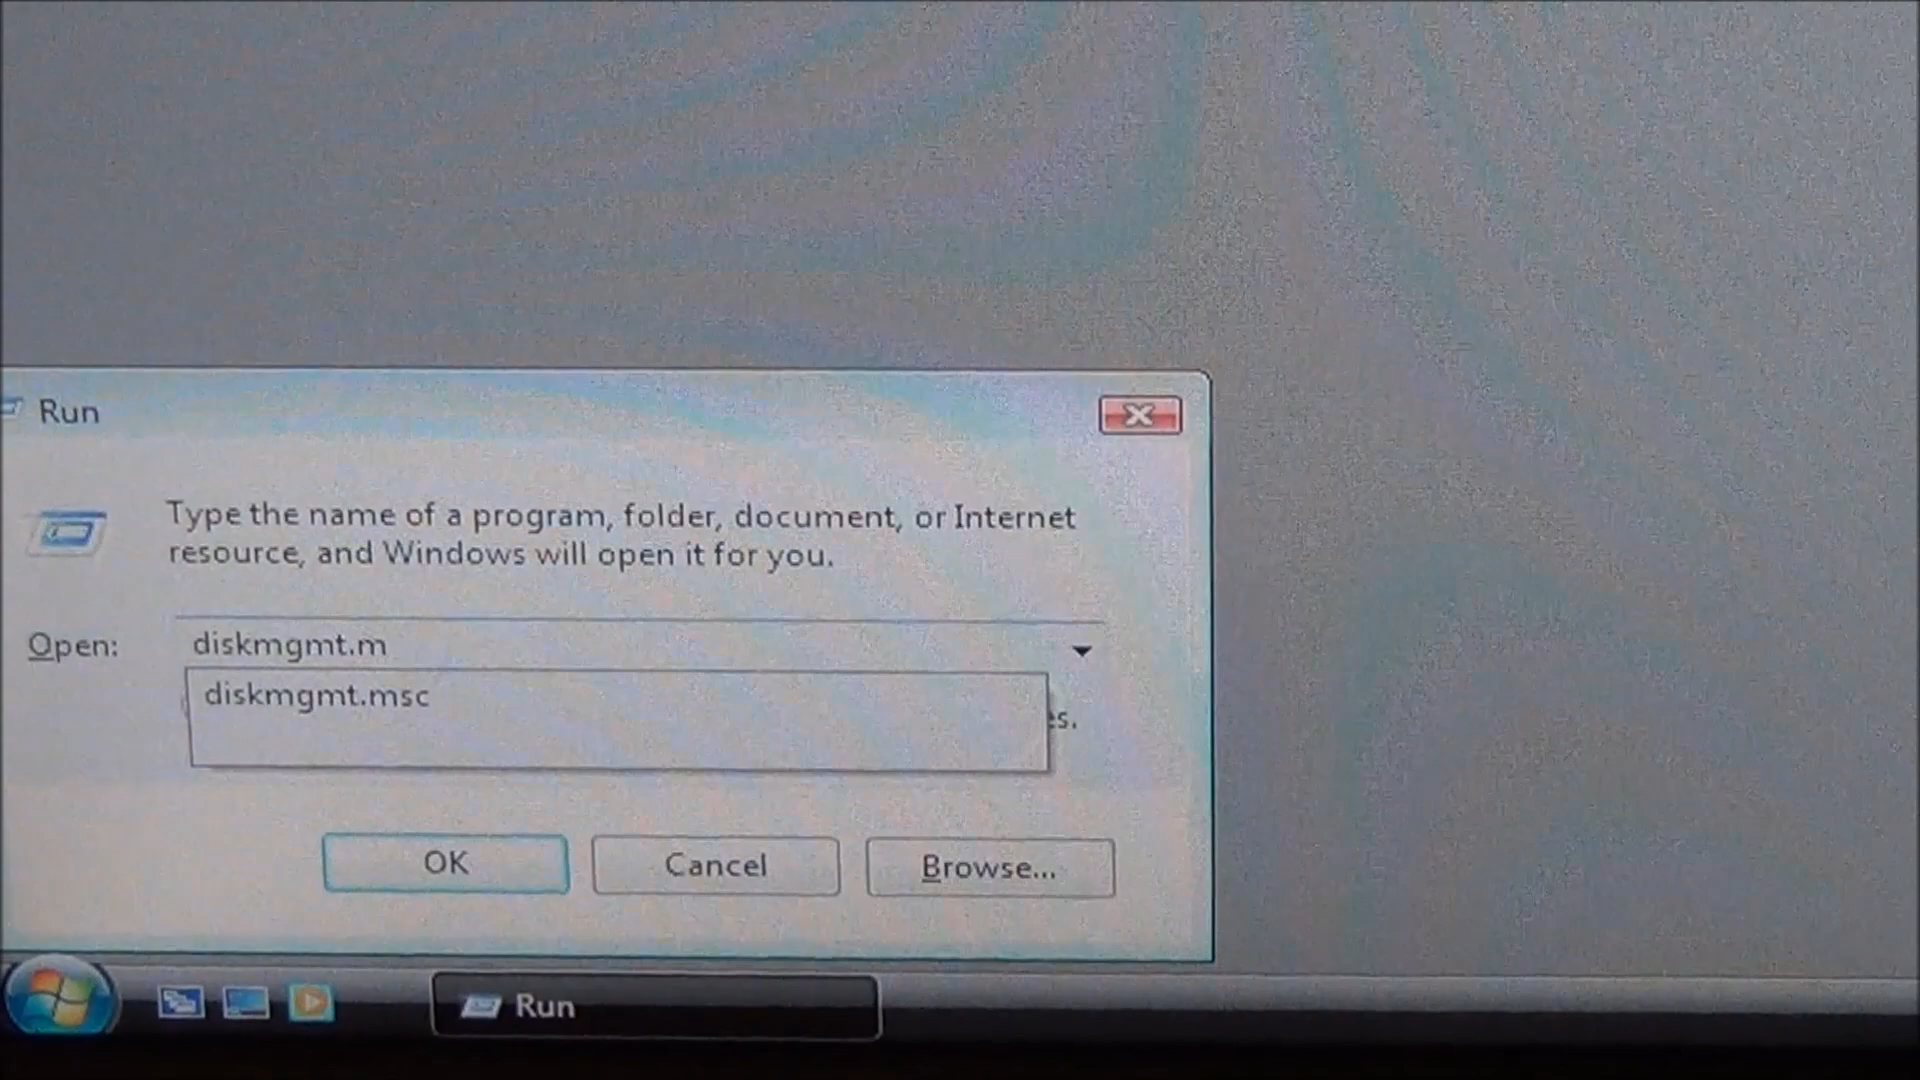 Run
Type the name of a program, folder, document, or Internet
resource, and Windows will open it for you.
Open: diskmgmt.m
diskmgmt.msc
OK Cancel Browse...
Run